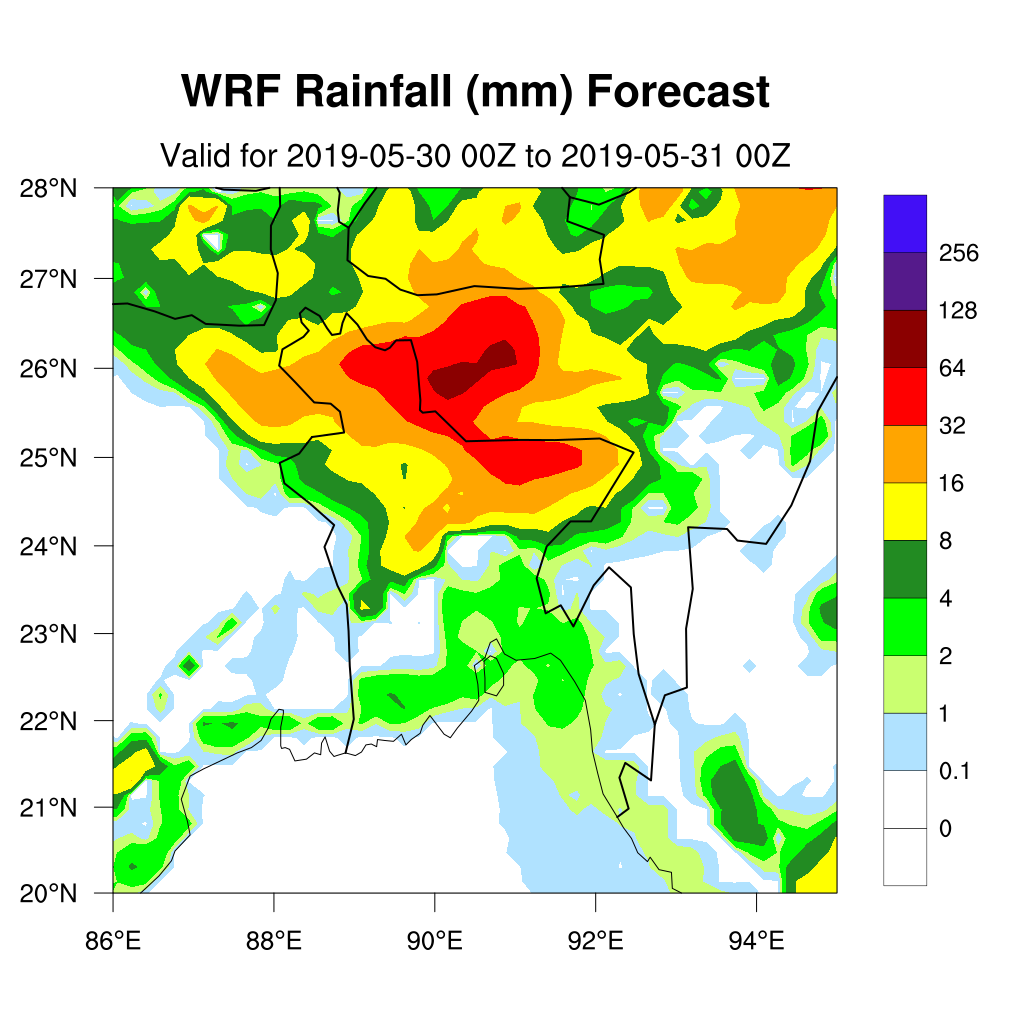 WRF Rainfall (mm) Forecast
Valid for 2019-05-30 00Z to 2019-05-31 00Z
28°N
27°N
26°N
25°N
24°N
23°N
22°N
21°N
20°N
86°E 88°E 90°E 92°E 94°E
256
128
64
32
16
8
4
2
1
0.1
0